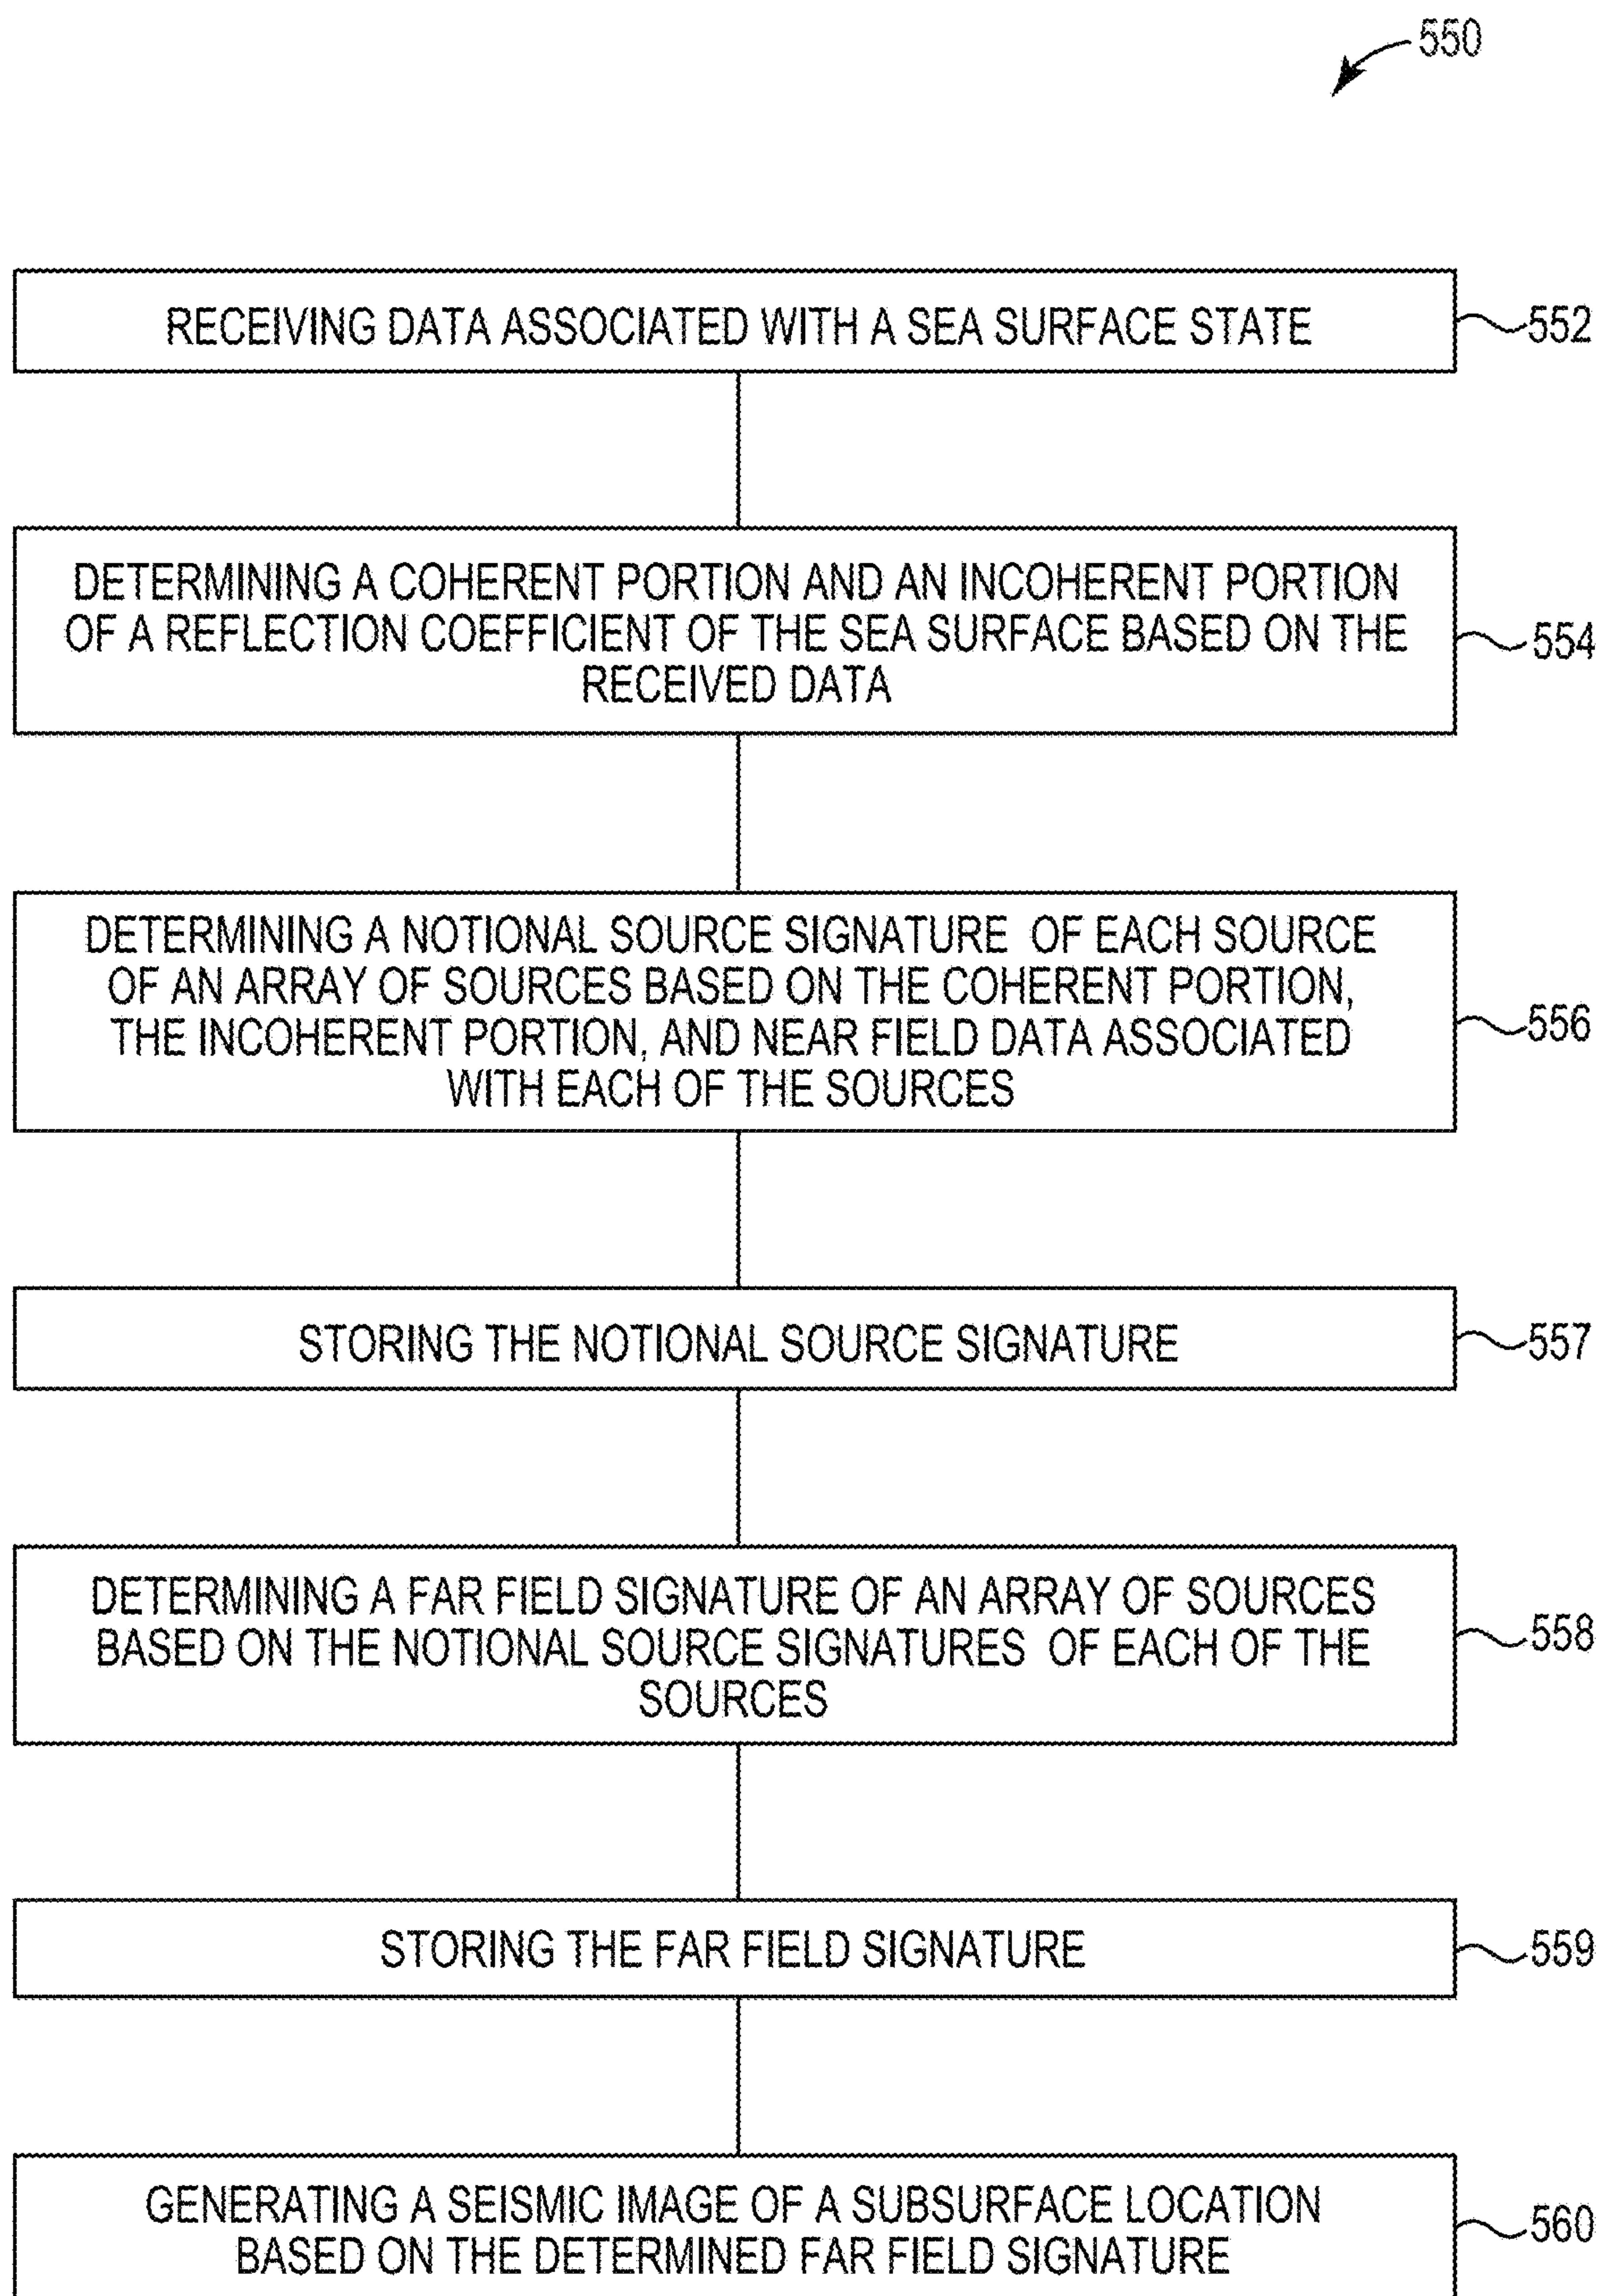 550
RECEIVING DATA ASSOCIATED WITH A SEA SURFACE STATE
552
DETERMINING A COHERENT PORTION AND AN INCOHERENT PORTION
OF A REFLECTION COEFFICIENT OF THE SEA SURFACE BASED ON THE
RECEIVED DATA
554
DETERMINING A NOTIONAL SOURCE SIGNATURE OF EACH SOURCE
OF AN ARRAY OF SOURCES BASED ON THE COHERENT PORTION,
THE INCOHERENT PORTION, AND NEAR FIELD DATA ASSOCIATED
WITH EACH OF THE SOURCES
556
STORING THE NOTIONAL SOURCE SIGNATURE
557
DETERMINING A FAR FIELD SIGNATURE OF AN ARRAY OF SOURCES
BASED ON THE NOTIONAL SOURCE SIGNATURES OF EACH OF THE
SOURCES
558
STORING THE FAR FIELD SIGNATURE
559
GENERATING A SEISMIC IMAGE OF A SUBSURFACE LOCATION
BASED ON THE DETERMINED FAR FIELD SIGNATURE
560